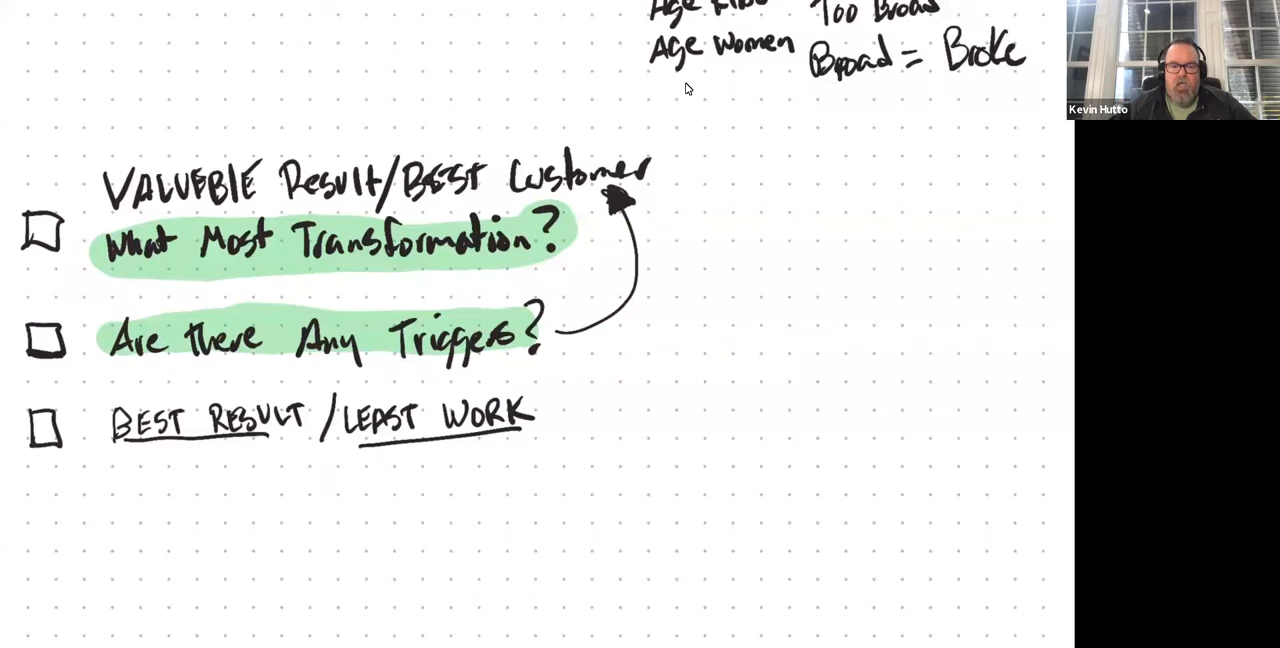 Too Broad
Age Women Broad = Broke
Kevin Hutto
VALUEBLE Result/BEST Customer
What Most Transformation?
Are there Any Triggers?
BEST RESULT / LEAST WORK